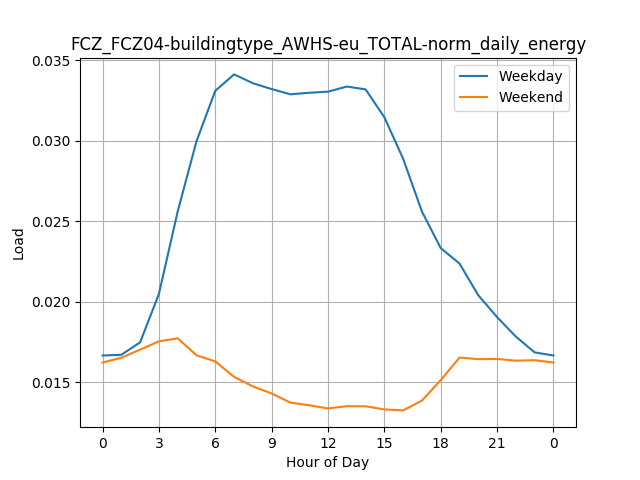 FCZ_FCZ04-buildingtype_AWHS-eu_TOTAL-norm_daily_energy
Weekday
Weekend
0.035
0.030
0.025
0.020
0.015
Load
0 3 6 9 12 15 18 21 0
Hour of Day